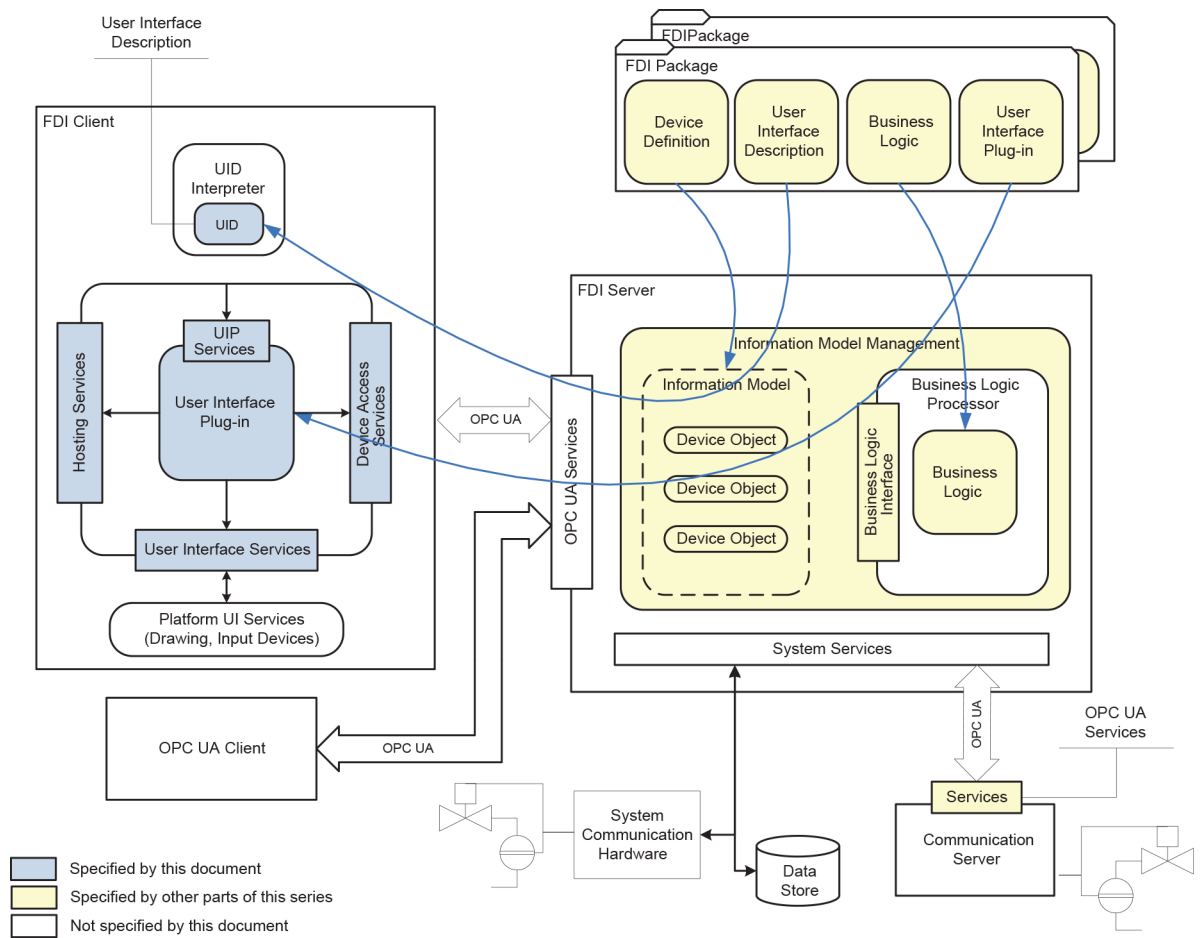 User Interface
Description
FDIPackage
FDI Package
Device
Definition
User
Interface
Description
Business
Logic
User
Interface
Plug-in
FDI Client
UID
Interpreter
UID
UIP
Services
User Interface
Plug-in
Hosting Services
Device Access
Services
User Interface Services
Platform UI Services
(Drawing, Input Devices)
OPC UA
FDI Server
OPC UA Services
Information Model Management
Information Model
Device Object
Device Object
Device Object
Business Logic
Processor
Business Logic
Interface
Business
Logic
System Services
OPC UA Client
OPC UA
OPC UA
OPC UA
Services
Services
Communication
Server
System
Communication
Hardware
Data
Store
Specified by this document
Specified by other parts of this series
Not specified by this document